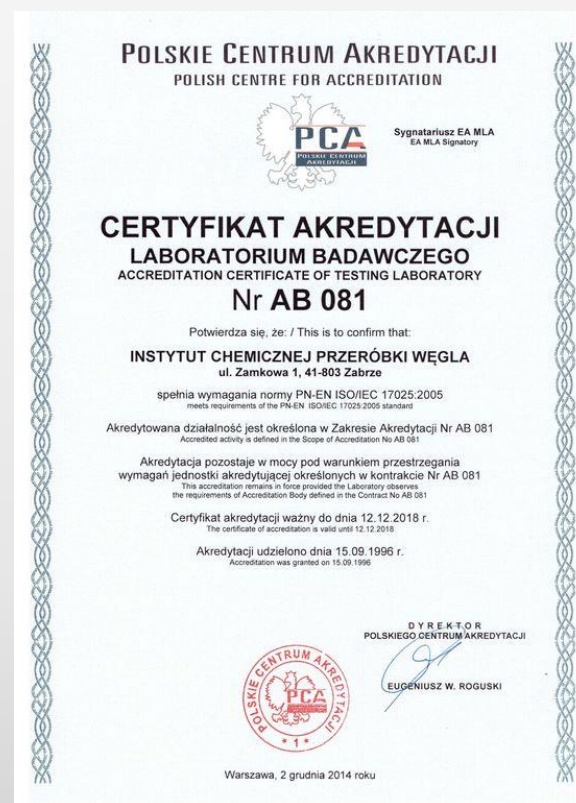 POLSKIE CENTRUM AKREDYTACJI
POLISH CENTRE FOR ACCREDITATION
PCA
POLSKIE CENTRUM
AKREDYTACJI
Sygnatariusz EA MLA
EA MLA Signatory
CERTYFIKAT AKREDYTACJI
LABORATORIUM BADAWCZEGO
ACCREDITATION CERTIFICATE OF TESTING LABORATORY
Nr AB 081
Potwierdza się, że: / This is to confirm that:
INSTYTUT CHEMICZNEJ PRZERÓBKI WĘGLA
ul. Zamkowa 1, 41-803 Zabrze
spełnia wymagania normy PN-EN ISO/IEC 17025:2005
meets requirements of the PN-EN ISO/IEC 17025:2005 standard
Akredytowana działalność jest określona w Zakresie Akredytacji Nr AB 081
Accredited activity is defined in the Scope of Accreditation No AB 081
Akredytacja pozostaje w mocy pod warunkiem przestrzegania
wymagań jednostki akredytującej określonych w kontrakcie Nr AB 081
This accreditation remains in force provided the Laboratory observes
the requirements of Accreditation Body defined in the Contract No AB 081
Certyfikat akredytacji ważny do dnia 12.12.2018 r.
The certificate of accreditation is valid until 12.12.2018
Akredytacji udzielono dnia 15.09.1996 r.
Accreditation was granted on 15.09.1996
DYREKTOR
POLSKIEGO CENTRUM AKREDYTACJI
EUGENIUSZ W. ROGUSKI
POLSKIE CENTRUM AKREDYTACJI
PCA
* 1 *
Warszawa, 2 grudnia 2014 roku